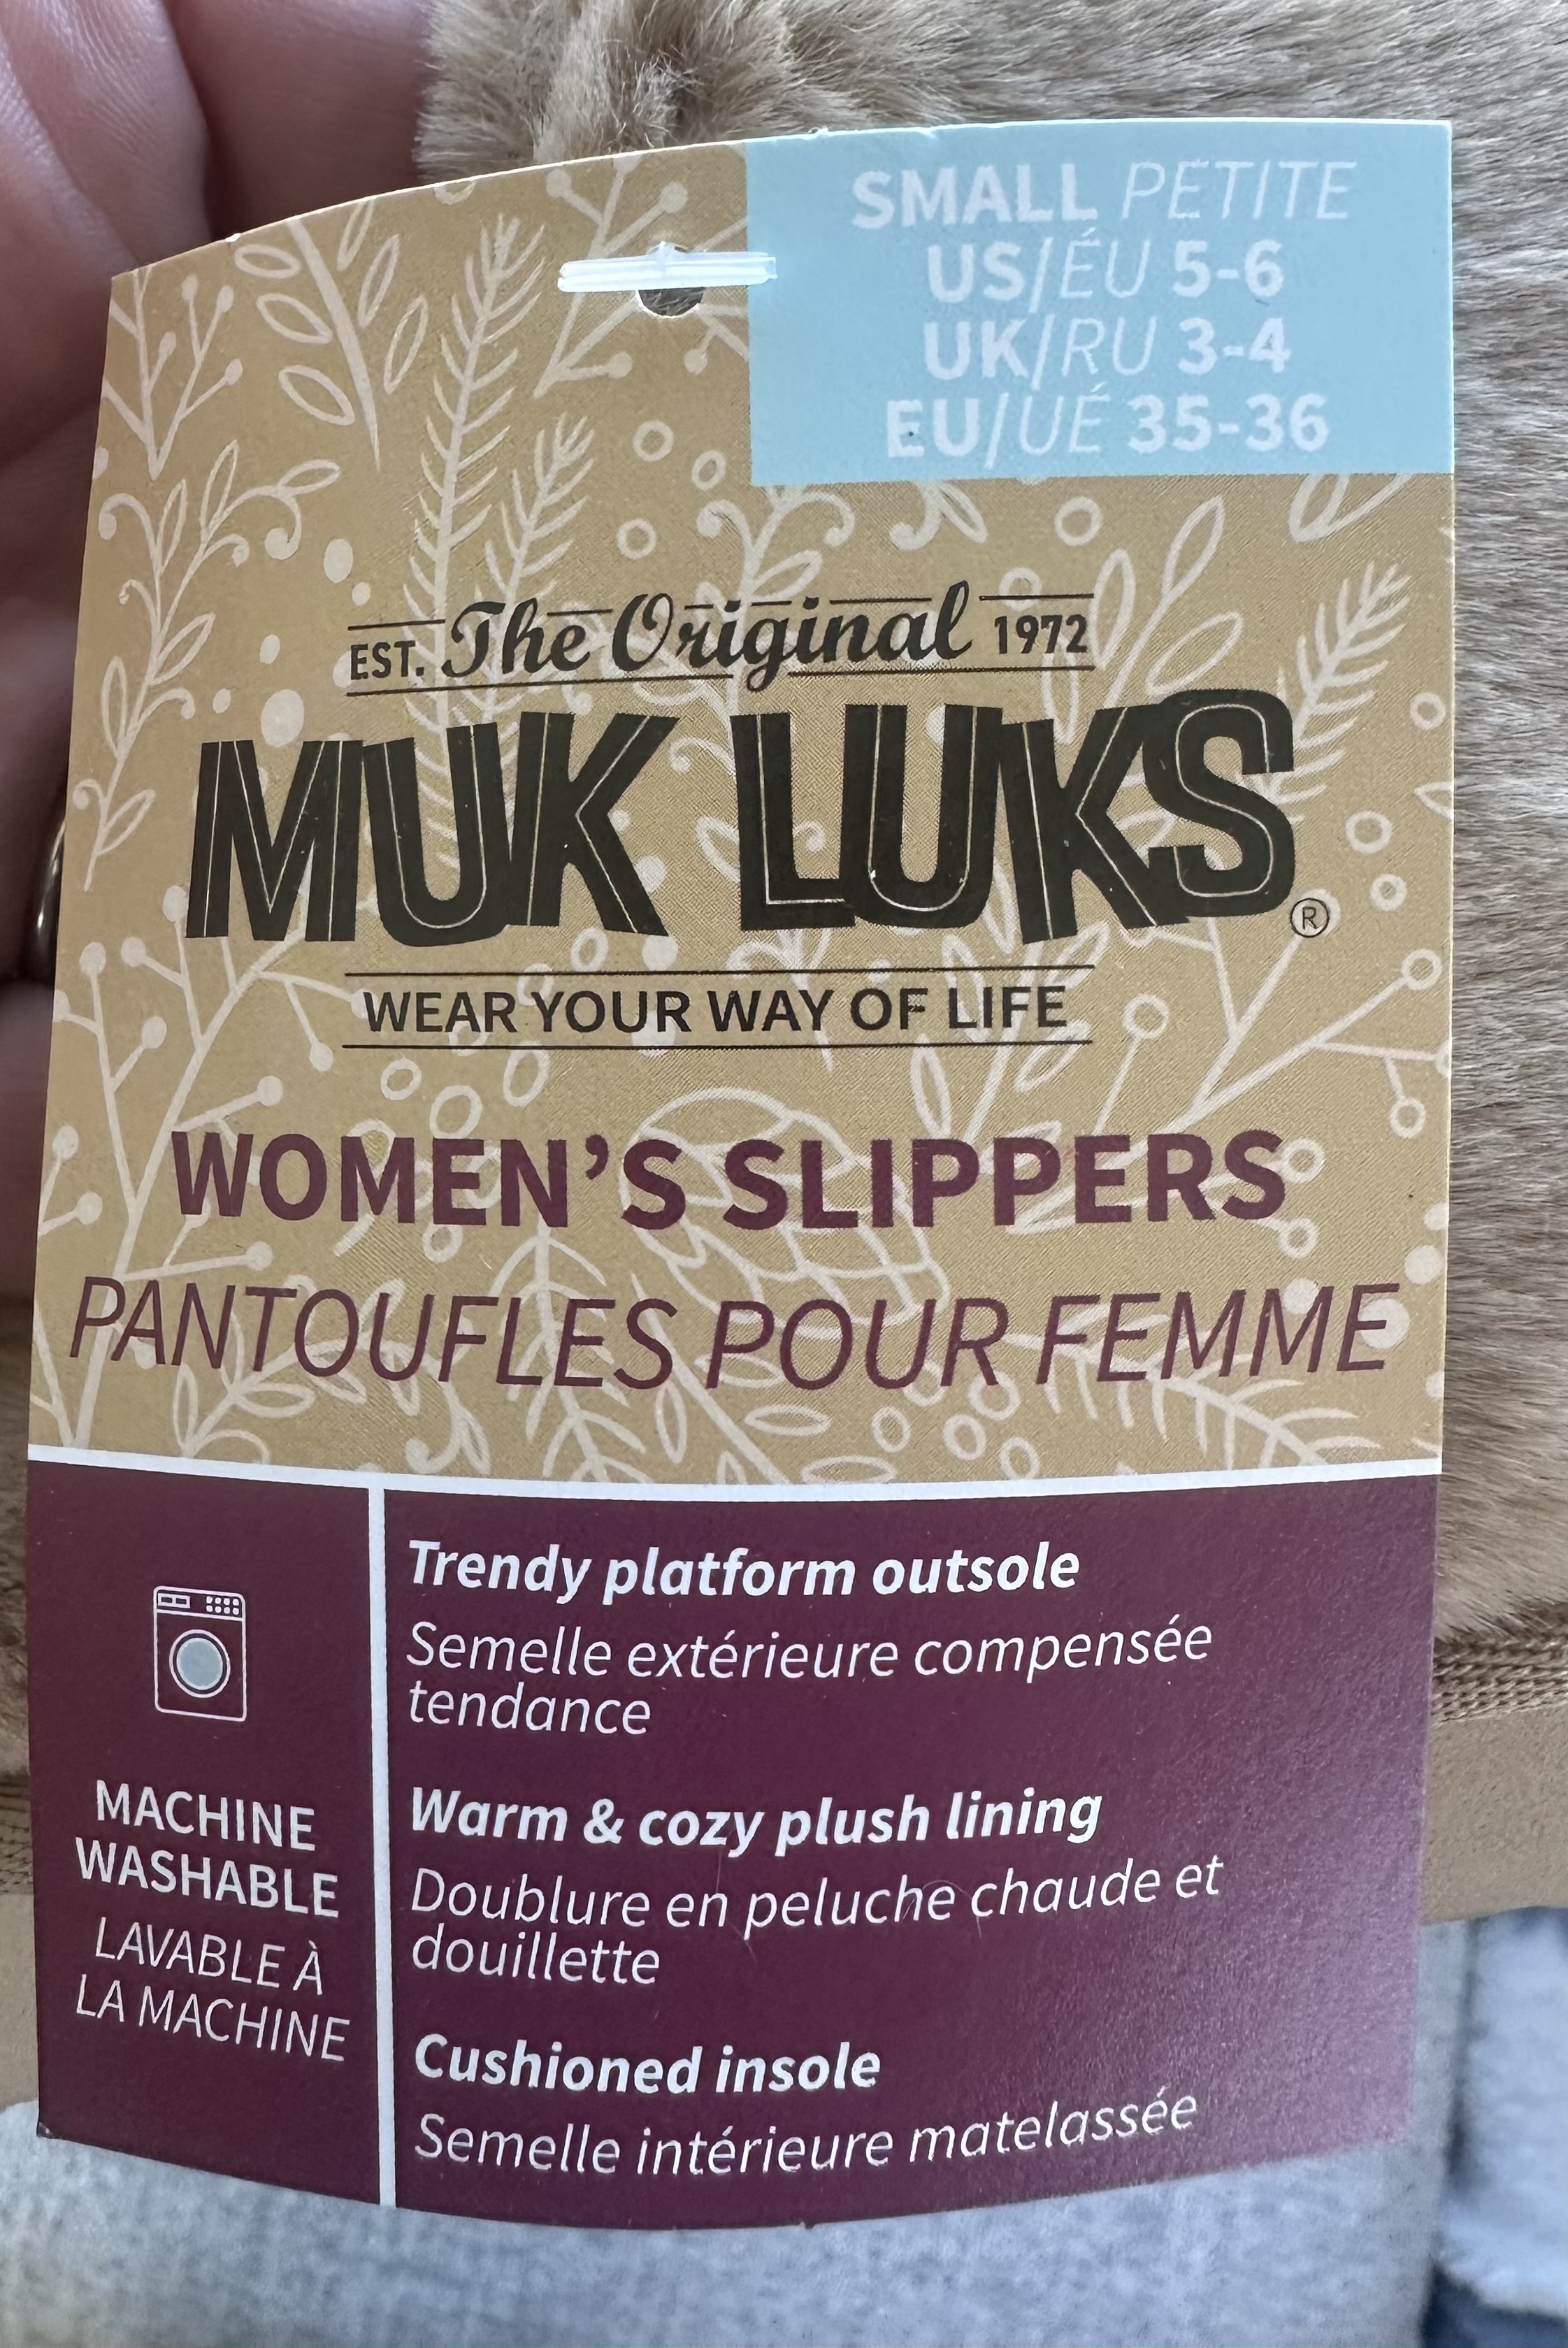 SMALL PETITE
US/ÉU 5-6
UK/RU 3-4
EU/UÉ 35-36
EST. The Original 1972
MUK LUKS®
WEAR YOUR WAY OF LIFE
WOMEN'S SLIPPERS
PANTOUFLES POUR FEMME
MACHINE
WASHABLE
LAVABLE À
LA MACHINE
Trendy platform outsole
Semelle extérieure compensée
tendance
Warm & cozy plush lining
Doublure en peluche chaude et
douillette
Cushioned insole
Semelle intérieure matelassée